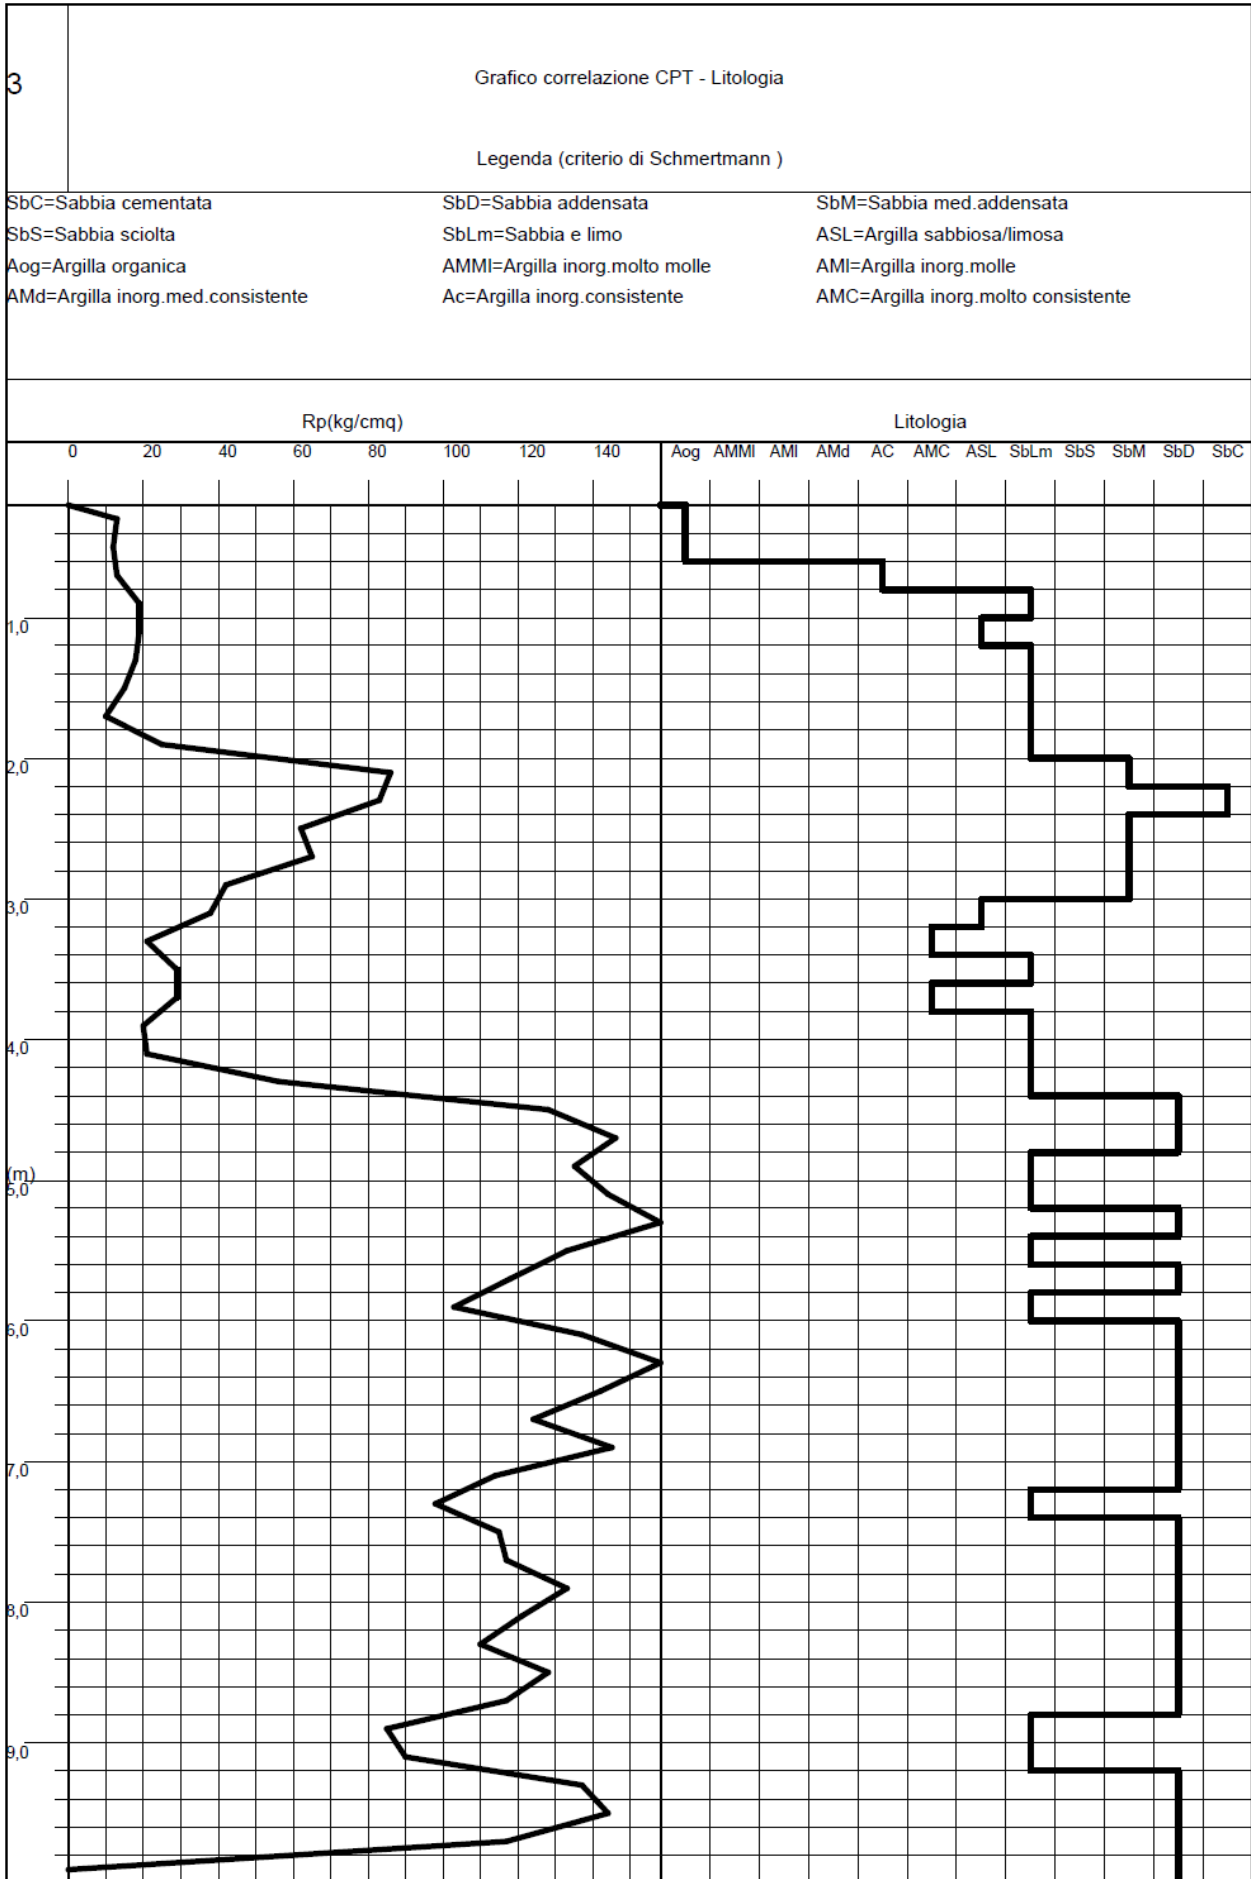 3
Grafico correlazione CPT - Litologia
Legenda (criterio di Schmertmann )
SbC=Sabbia cementata SbD=Sabbia addensata SbM=Sabbia med.addensata
SbS=Sabbia sciolta SbLm=Sabbia e limo ASL=Argilla sabbiosa/limosa
Aog=Argilla organica AMMI=Argilla inorg.molto molle AMI=Argilla inorg.molle
AMd=Argilla inorg.med.consistente Ac=Argilla inorg.consistente AMC=Argilla inorg.molto consistente
Rp(kg/cmq) Litologia
0 20 40 60 80 100 120 140 Aog AMMI AMI AMd AC AMC ASL SbLm SbS SbM SbD SbC
1,0
2,0
3,0
4,0
(m)
5,0
6,0
7,0
8,0
9,0